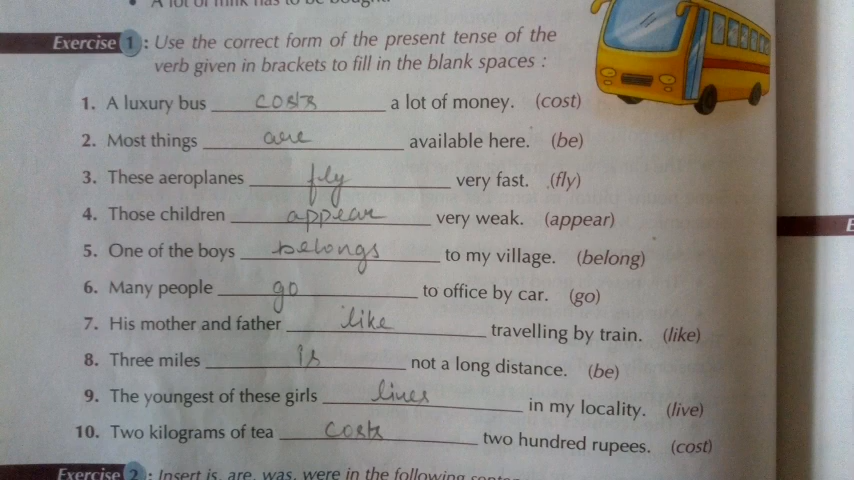 Exercise 1 : Use the correct form of the present tense of the
verb given in brackets to fill in the blank spaces :
1. A luxury bus costs a lot of money. (cost)
2. Most things are available here. (be)
3. These aeroplanes fly very fast. (fly)
4. Those children appear very weak. (appear)
5. One of the boys belongs to my village. (belong)
6. Many people go to office by car. (go)
7. His mother and father like travelling by train. (like)
8. Three miles is not a long distance. (be)
9. The youngest of these girls lives in my locality. (live)
10. Two kilograms of tea costs two hundred rupees. (cost)
Exercise 2 : Insert is, are, was, were in the following